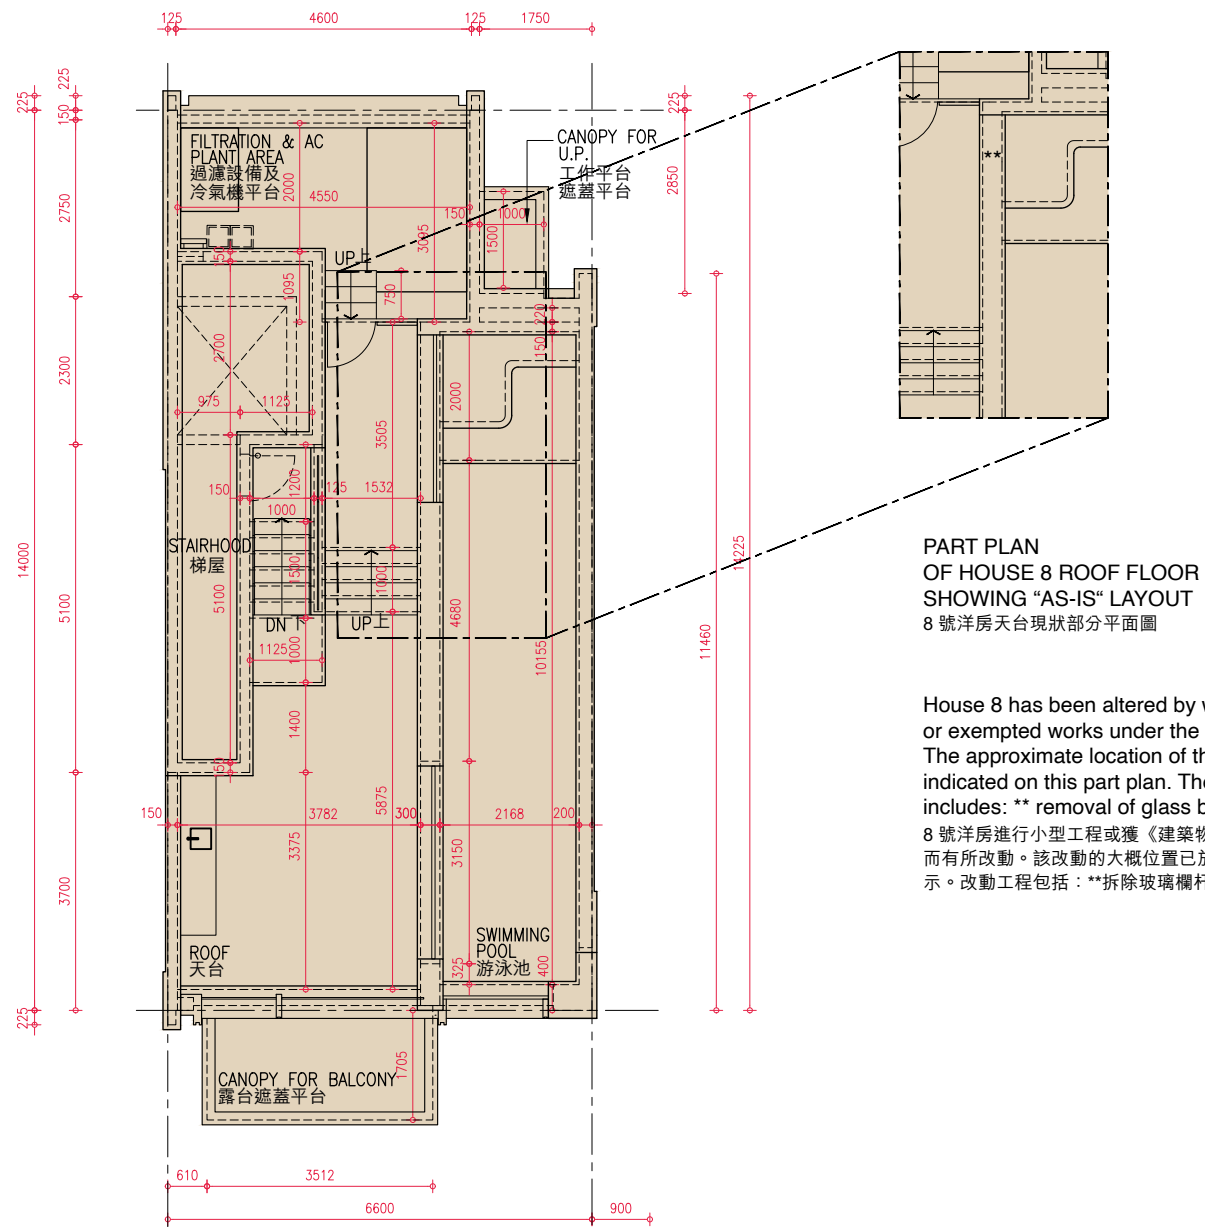 125 4600 125 1750
225
225
150
2750
2300
14000
5100
3700
225
FILTRATION & AC
PLANT AREA
過濾設備及
冷氣機平台
2000
4550
CANOPY FOR
U.P.
工作平台
遮蓋平台
150 1000
1500
3095
225
2850
UP上
150
1095
750
220
150
2700
975 1125
2000
3505
150
1200
125 1532
1000
STAIRHOOD
梯屋
1500
1000
5100
4680
DN下
UP上
1125
1000
10155
14225
11460
1400
150
5875
150 3782 300 2168 200
3375
3150
ROOF
天台
SWIMMING
POOL
游泳池
325
400
1705
CANOPY FOR BALCONY
露台遮蓋平台
610 3512
6600 900
**
PART PLAN
OF HOUSE 8 ROOF FLOOR
SHOWING “AS-IS“ LAYOUT
8 號洋房天台現狀部分平面圖
House 8 has been altered by
or exempted works under the
The approximate location of
indicated on this part plan.
includes: ** removal of glass
8 號洋房進行小型工程或獲《建築物
而有所改動。該改動的大概位置已於
示。改動工程包括：**拆除玻璃欄杆